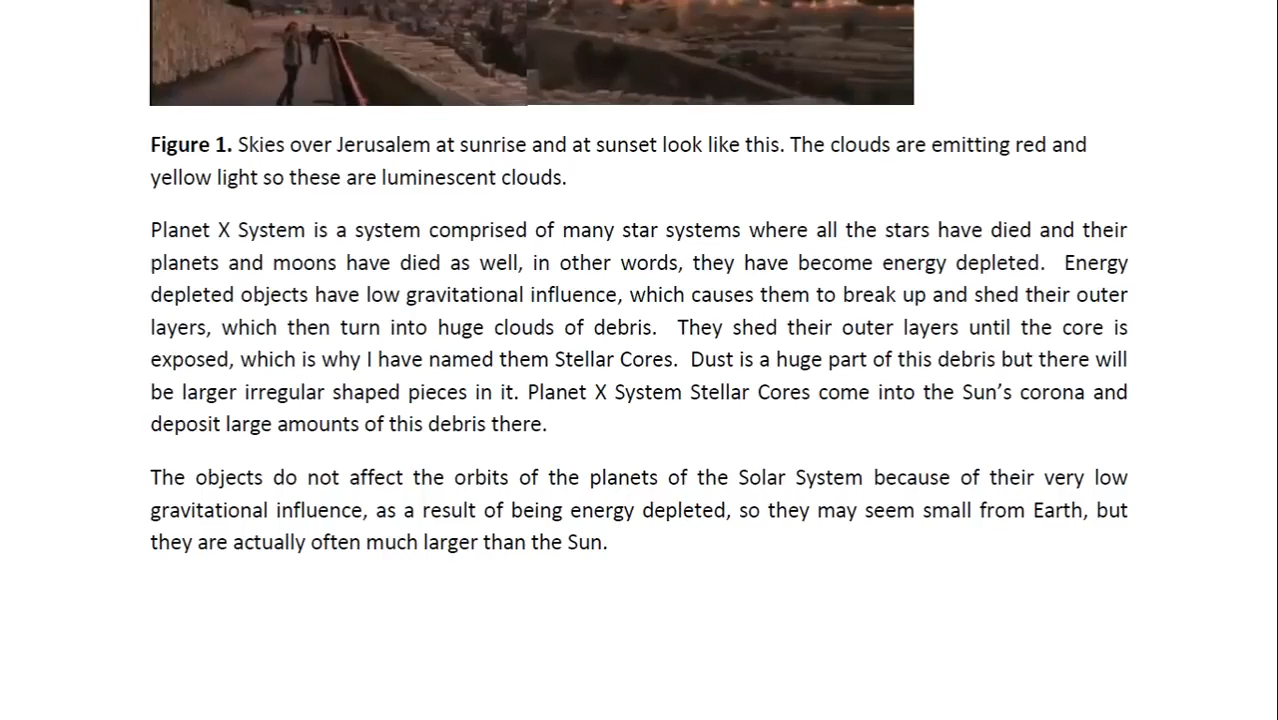 Figure 1. Skies over Jerusalem at sunrise and at sunset look like this. The clouds are emitting red and
yellow light so these are luminescent clouds.
Planet X System is a system comprised of many star systems where all the stars have died and their
planets and moons have died as well, in other words, they have become energy depleted. Energy
depleted objects have low gravitational influence, which causes them to break up and shed their outer
layers, which then turn into huge clouds of debris. They shed their outer layers until the core is
exposed, which is why I have named them Stellar Cores. Dust is a huge part of this debris but there will
be larger irregular shaped pieces in it. Planet X System Stellar Cores come into the Sun’s corona and
deposit large amounts of this debris there.
The objects do not affect the orbits of the planets of the Solar System because of their very low
gravitational influence, as a result of being energy depleted, so they may seem small from Earth, but
they are actually often much larger than the Sun.